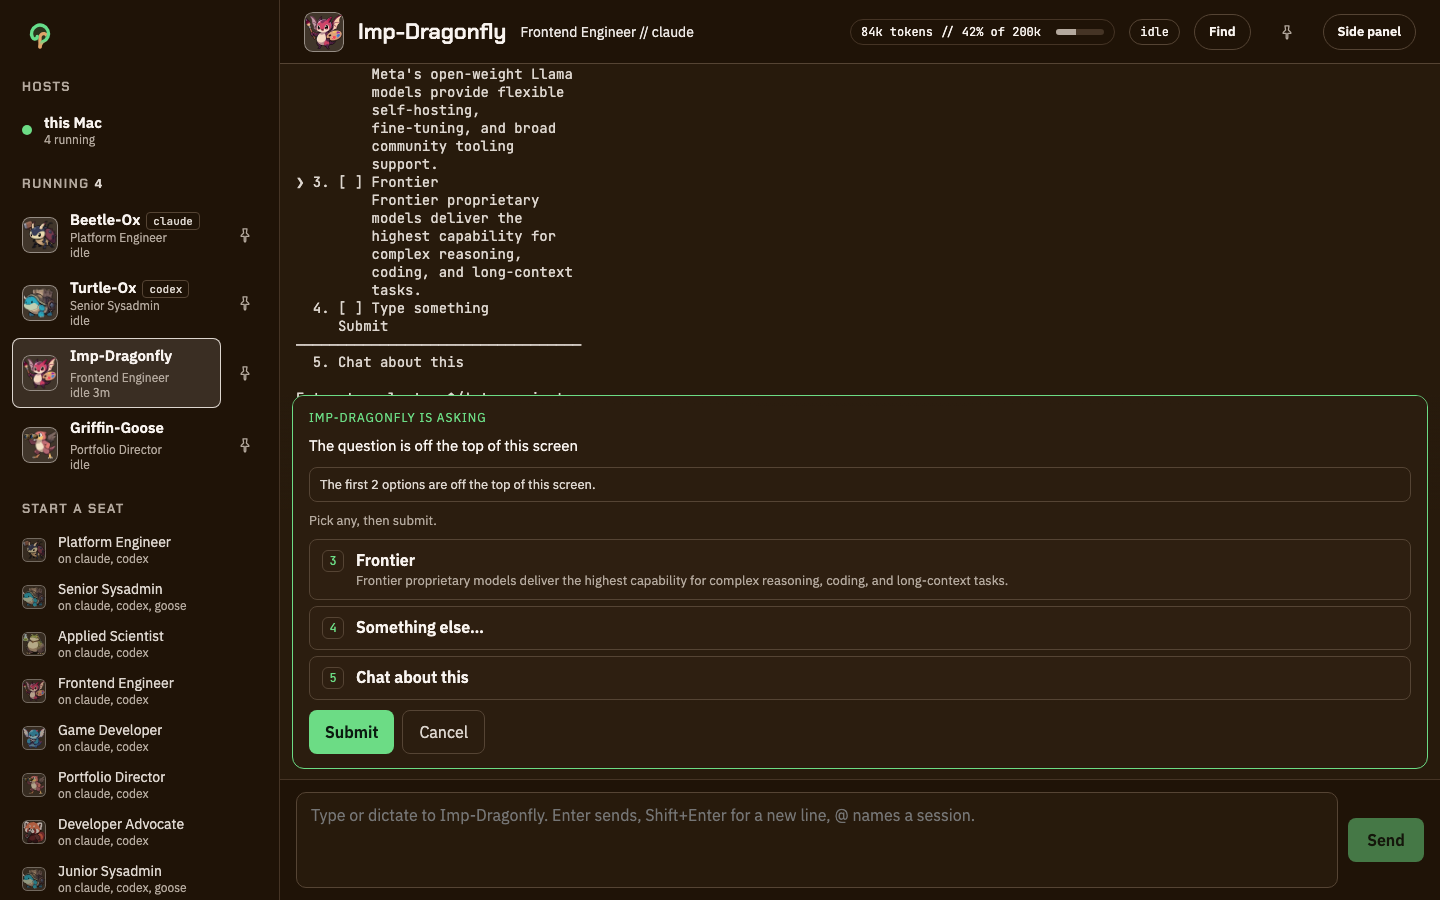 HOSTS
this Mac
4 running
RUNNING 4
Beetle-Ox claude
Platform Engineer
idle
Turtle-Ox codex
Senior Sysadmin
idle
Imp-Dragonfly
Frontend Engineer
idle 3m
Griffin-Goose
Portfolio Director
idle
START A SEAT
Platform Engineer
on claude, codex
Senior Sysadmin
on claude, codex, goose
Applied Scientist
on claude, codex
Frontend Engineer
on claude, codex
Game Developer
on claude, codex
Portfolio Director
on claude, codex
Developer Advocate
on claude, codex
Junior Sysadmin
on claude, codex, goose
Imp-Dragonfly Frontend Engineer // claude
84k tokens // 42% of 200k
idle
Find
Side panel
Meta's open-weight Llama
models provide flexible
self-hosting,
fine-tuning, and broad
community tooling
support.
❯ 3. [ ] Frontier
Frontier proprietary
models deliver the
highest capability for
complex reasoning,
coding, and long-context
tasks.
4. [ ] Type something
Submit
5. Chat about this
IMP-DRAGONFLY IS ASKING
The question is off the top of this screen
The first 2 options are off the top of this screen.
Pick any, then submit.
3 Frontier
Frontier proprietary models deliver the highest capability for complex reasoning, coding, and long-context tasks.
4 Something else...
5 Chat about this
Submit
Cancel
Type or dictate to Imp-Dragonfly. Enter sends, Shift+Enter for a new line, @ names a session.
Send